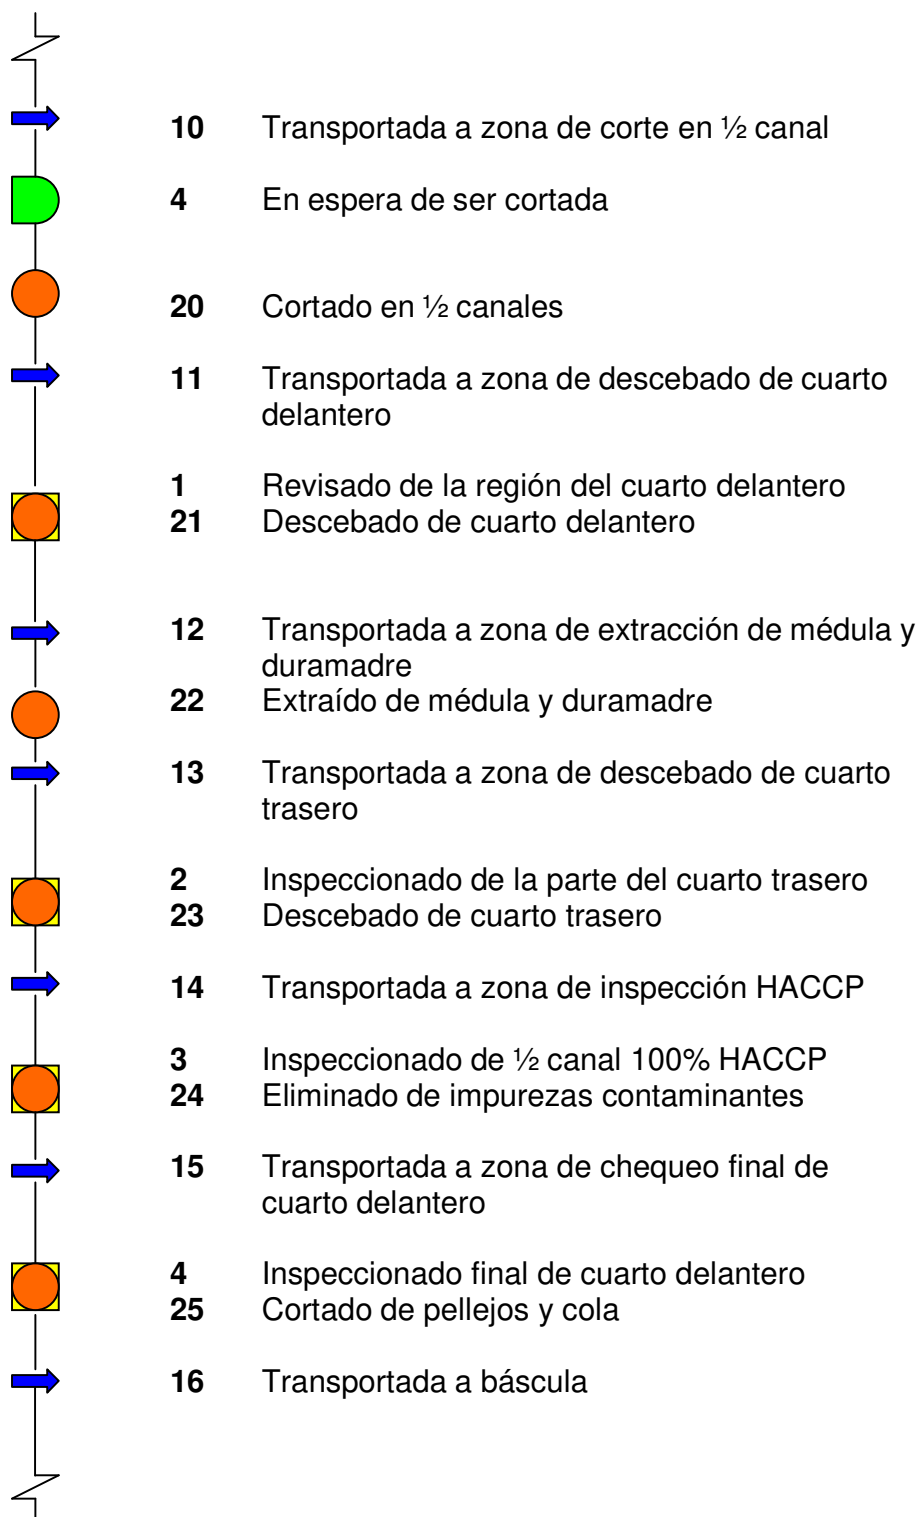 10 Transportada a zona de corte en ½ canal
4 En espera de ser cortada
20 Cortado en ½ canales
11 Transportada a zona de descebado de cuarto
delantero
1 Revisado de la región del cuarto delantero
21 Descebado de cuarto delantero
12 Transportada a zona de extracción de médula y
duramadre
22 Extraído de médula y duramadre
13 Transportada a zona de descebado de cuarto
trasero
2 Inspeccionado de la parte del cuarto trasero
23 Descebado de cuarto trasero
14 Transportada a zona de inspección HACCP
3 Inspeccionado de ½ canal 100% HACCP
24 Eliminado de impurezas contaminantes
15 Transportada a zona de chequeo final de
cuarto delantero
4 Inspeccionado final de cuarto delantero
25 Cortado de pellejos y cola
16 Transportada a báscula